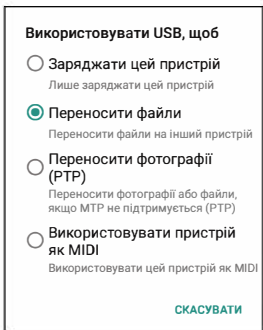 Використовувати USB, щоб
Заряджати цей пристрій
Лише заряджати цей пристрій
Переносити файли
Переносити файли на інший пристрій
Переносити фотографії
(PTP)
Переносити фотографії або файли,
якщо MTP не підтримується (PTP)
Використовувати пристрій
як MIDI
Використовувати цей пристрій як MIDI
СКАСУВАТИ